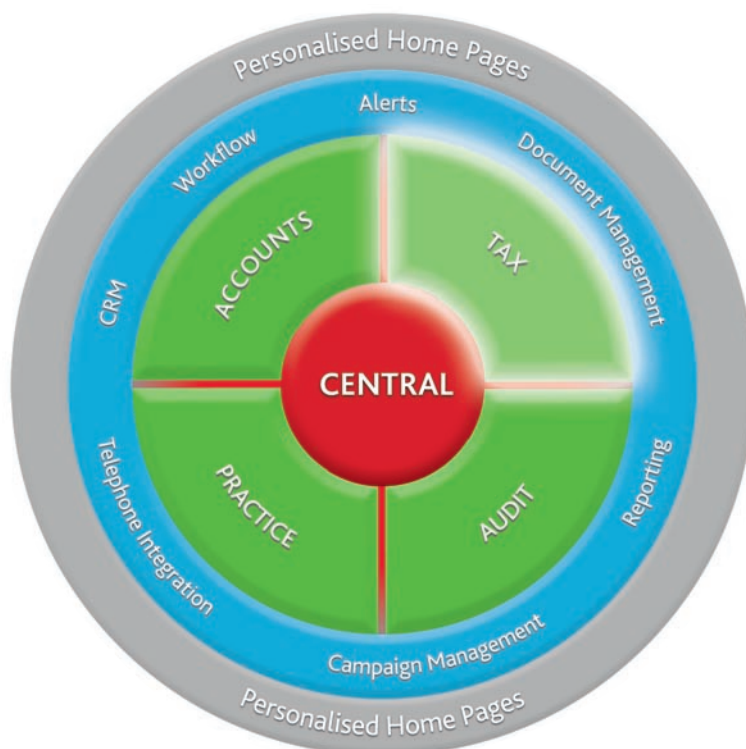 Personalised Home Pages
Alerts
Workflow
Document Management
CRM
ACCOUNTS
TAX
CENTRAL
PRACTICE
AUDIT
Telephone Integration
Reporting
Campaign Management
Personalised Home Pages